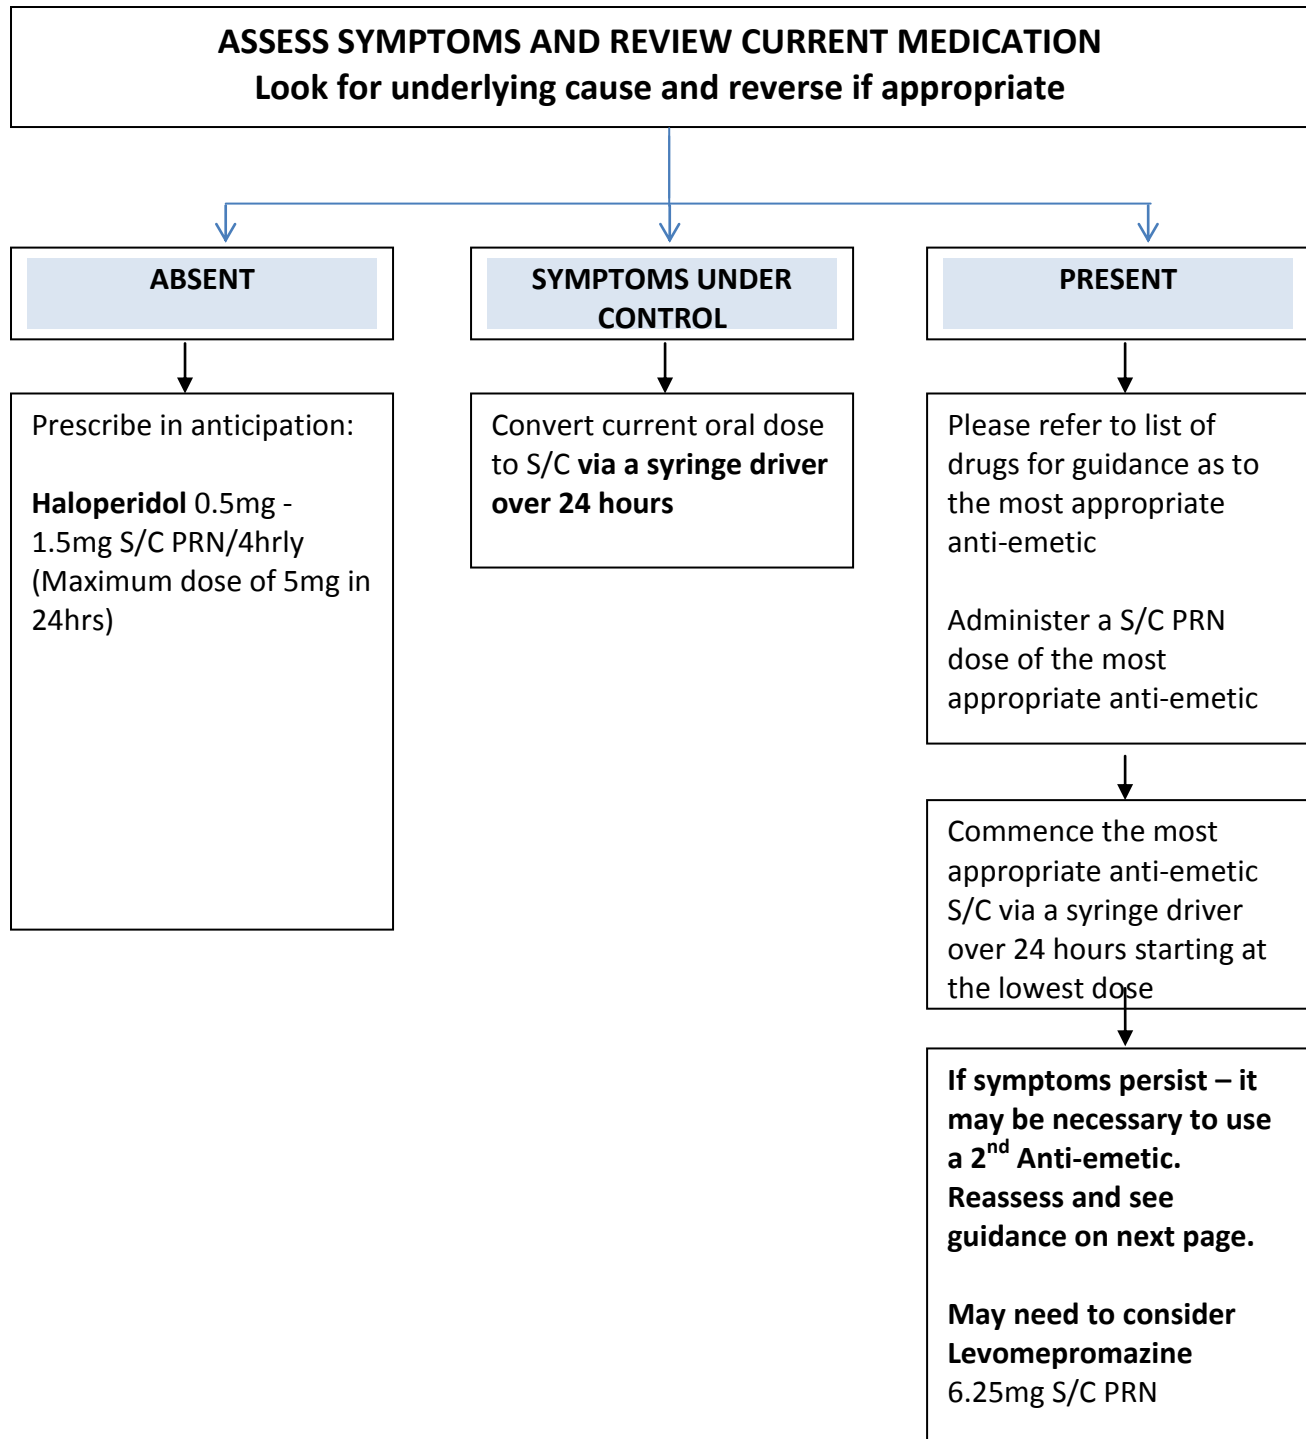 ASSESS SYMPTOMS AND REVIEW CURRENT MEDICATION
Look for underlying cause and reverse if appropriate
ABSENT
SYMPTOMS UNDER
CONTROL
PRESENT
Prescribe in anticipation:
Haloperidol 0.5mg -
1.5mg S/C PRN/4hrly
(Maximum dose of 5mg in
24hrs)
Convert current oral dose
to S/C via a syringe driver
over 24 hours
Please refer to list of
drugs for guidance as to
the most appropriate
anti-emetic
Administer a S/C PRN
dose of the most
appropriate anti-emetic
Commence the most
appropriate anti-emetic
S/C via a syringe driver
over 24 hours starting at
the lowest dose
If symptoms persist – it
may be necessary to use
a 2nd Anti-emetic.
Reassess and see
guidance on next page.
May need to consider
Levomepromazine
6.25mg S/C PRN